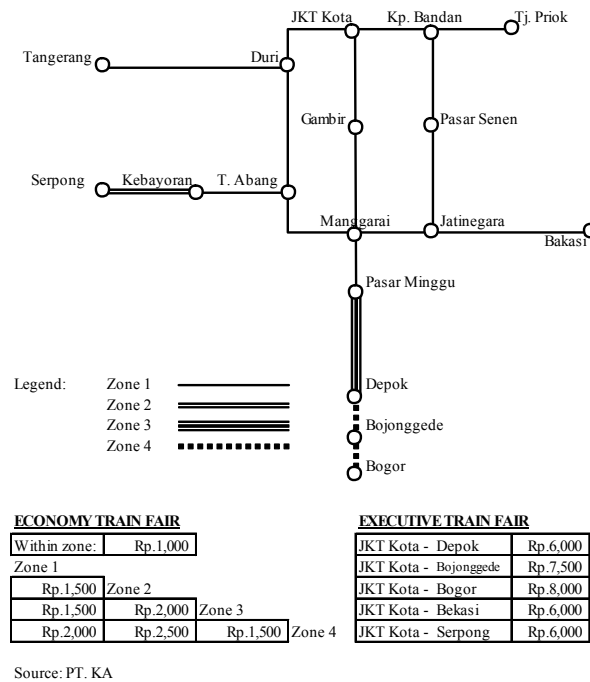 JKT Kota Kp. Bandan Tj. Priok
Tangerang Duri
Gambir Pasar Senen
Serpong Kebayoran T. Abang
Manggarai Jatinegara
Bakasi
Pasar Minggu
Legend: Zone 1 Depok
Zone 2
Zone 3 Bojonggede
Zone 4
Bogor
ECONOMY TRAIN FAIR
Within zone: Rp.1,000
Zone 1
Rp.1,500 Zone 2
Rp.1,500 Rp.2,000 Zone 3
Rp.2,000 Rp.2,500 Rp.1,500 Zone 4
EXECUTIVE TRAIN FAIR
JKT Kota - Depok Rp.6,000
JKT Kota - Bojonggede Rp.7,500
JKT Kota - Bogor Rp.8,000
JKT Kota - Bekasi Rp.6,000
JKT Kota - Serpong Rp.6,000
Source: PT. KA